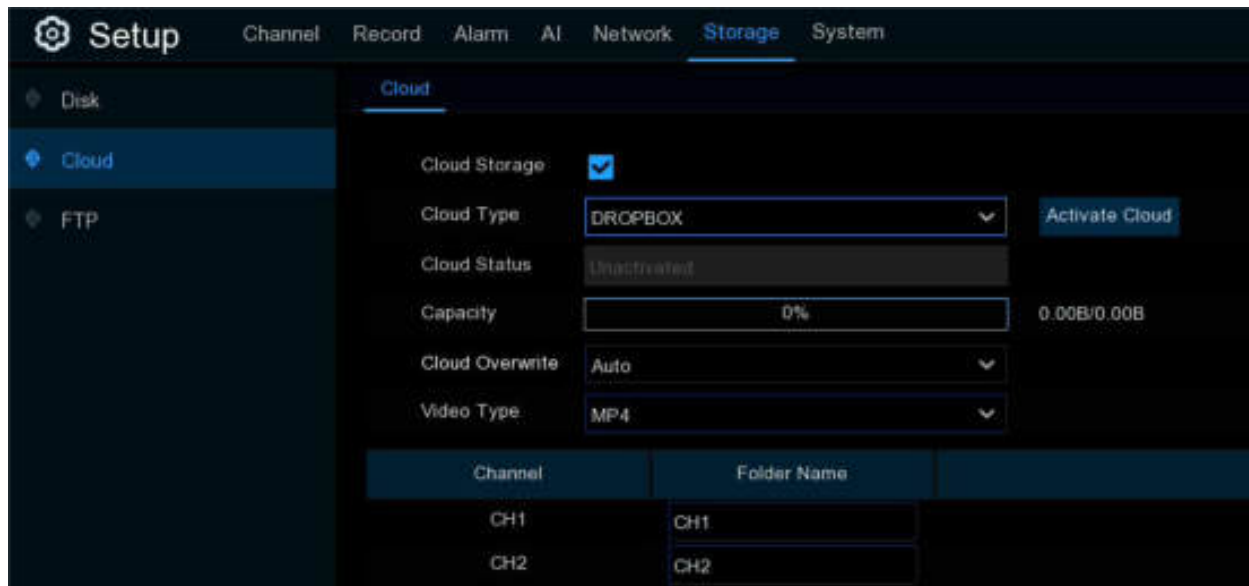 Setup Channel Record Alarm AI Network Storage System
Disk
Cloud
FTP
Cloud
Cloud Storage
Cloud Type DROPBOX Activate Cloud
Cloud Status Unactivated
Capacity 0% 0.00B/0.00B
Cloud Overwrite Auto
Video Type MP4
Channel Folder Name
CH1 CH1
CH2 CH2